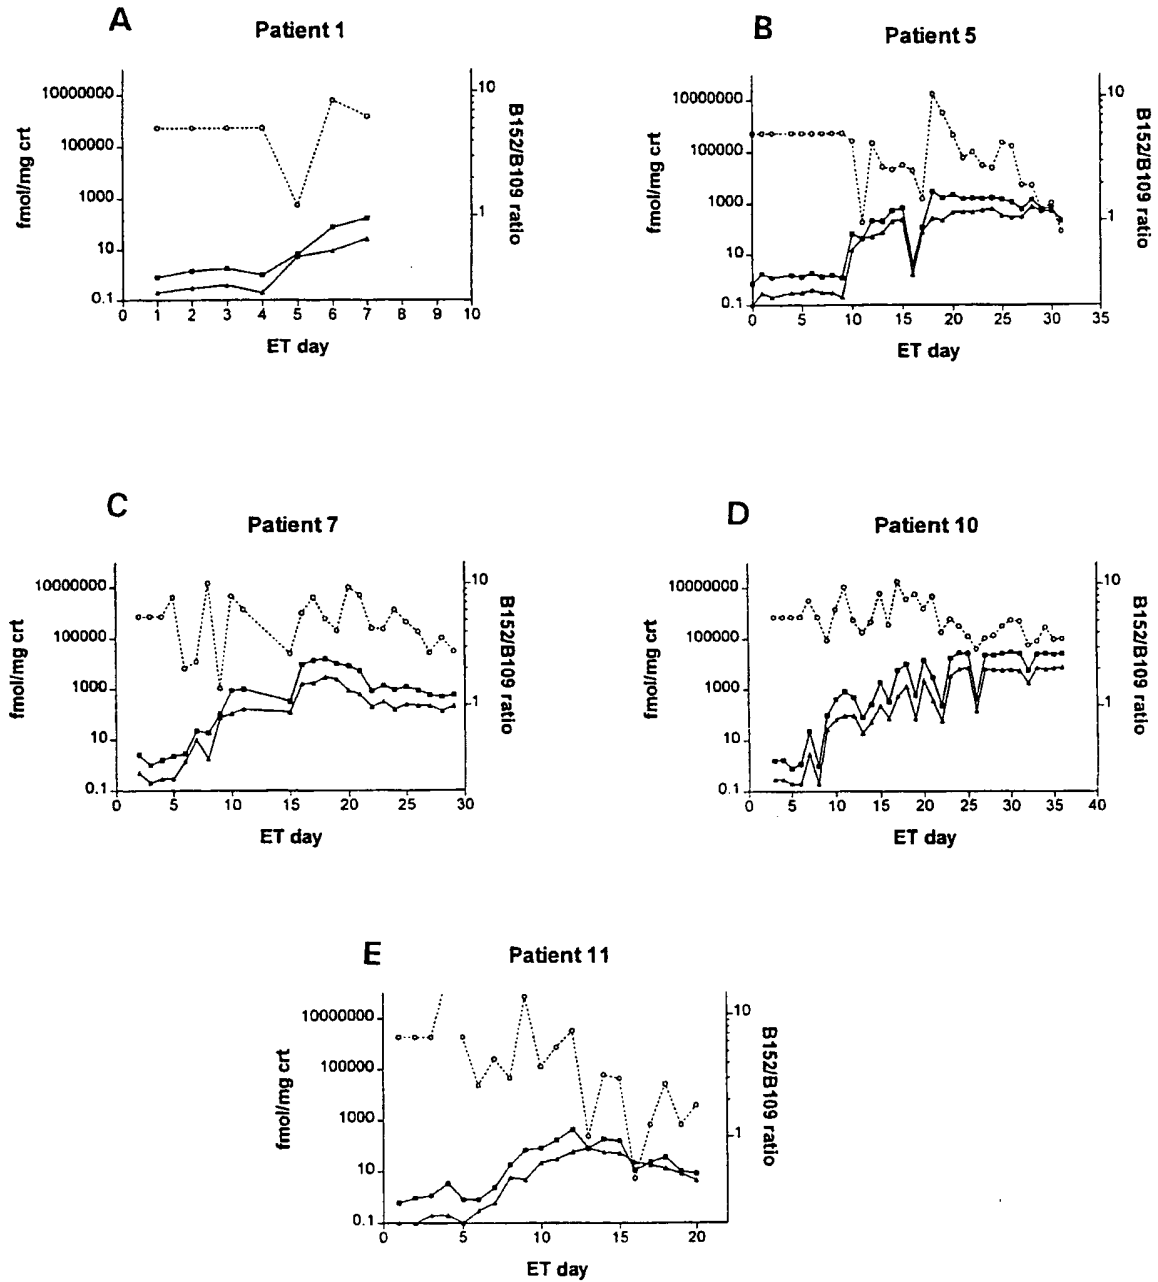 A
Patient 1
10000000
100000
1000
10
0.1
fmol/mg crt
10
1
B152/B109 ratio
0 1 2 3 4 5 6 7 8 9 10
ET day
B
Patient 5
10000000
100000
1000
10
0.1
fmol/mg crt
10
1
B152/B109 ratio
0 5 10 15 20 25 30 35
ET day
C
Patient 7
10000000
100000
1000
10
0.1
fmol/mg crt
10
1
B152/B109 ratio
0 5 10 15 20 25 29 30
ET day
D
Patient 10
10000000
100000
1000
10
0.1
fmol/mg crt
10
1
B152/B109 ratio
0 5 10 15 20 25 30 35 40
ET day
E
Patient 11
10000000
100000
1000
10
0.1
fmol/mg crt
10
1
B152/B109 ratio
0 5 10 15 20
ET day